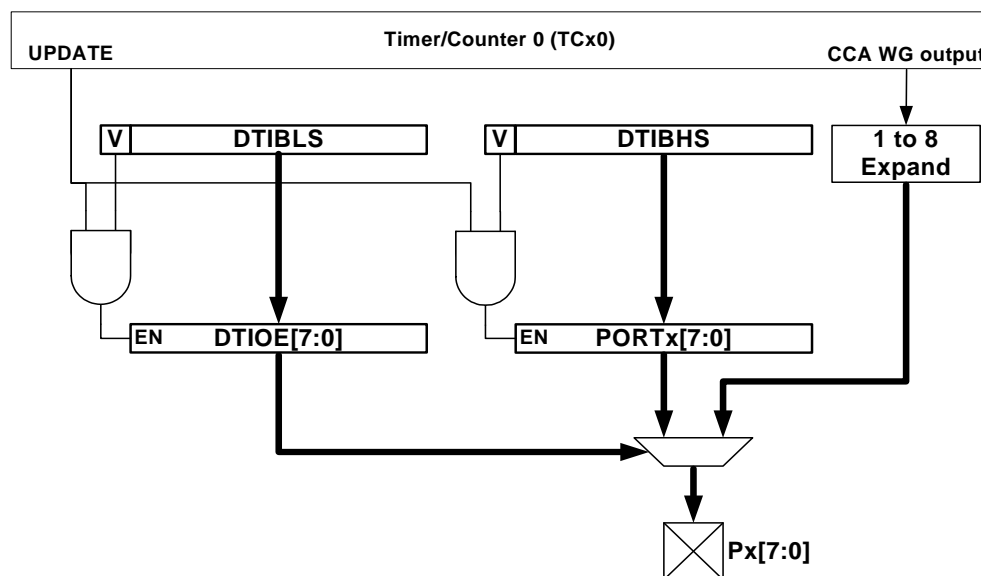 Timer/Counter 0 (TCx0)
UPDATE
CCA WG output
V
DTIBLS
V
DTIBHS
1 to 8
Expand
EN
DTIOE[7:0]
EN
PORTx[7:0]
Px[7:0]